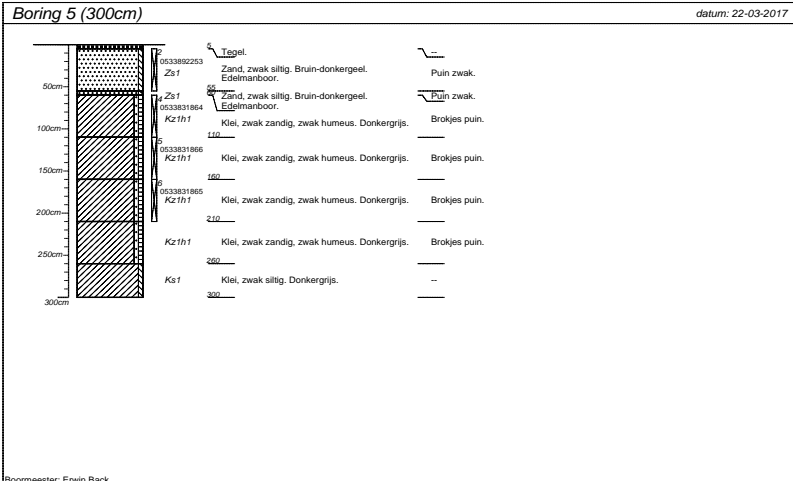 Boring 5 (300cm) datum: 22-03-2017
5 Tegel. --
2
0533892253
Zs1 Zand, zwak siltig. Bruin-donkergeel. Edelmanboor. Puin zwak.
50cm
55
Zs1 Zand, zwak siltig. Bruin-donkergeel. Edelmanboor. Puin zwak.
4
0533831864
Kz1h1 Klei, zwak zandig, zwak humeus. Donkergrijs. Brokjes puin.
100cm
110
5
0533831866
Kz1h1 Klei, zwak zandig, zwak humeus. Donkergrijs. Brokjes puin.
150cm
160
6
0533831865
Kz1h1 Klei, zwak zandig, zwak humeus. Donkergrijs. Brokjes puin.
200cm
210
Kz1h1 Klei, zwak zandig, zwak humeus. Donkergrijs. Brokjes puin.
250cm
260
Ks1 Klei, zwak siltig. Donkergrijs. --
300
300cm
Boormeester: Erwin Back